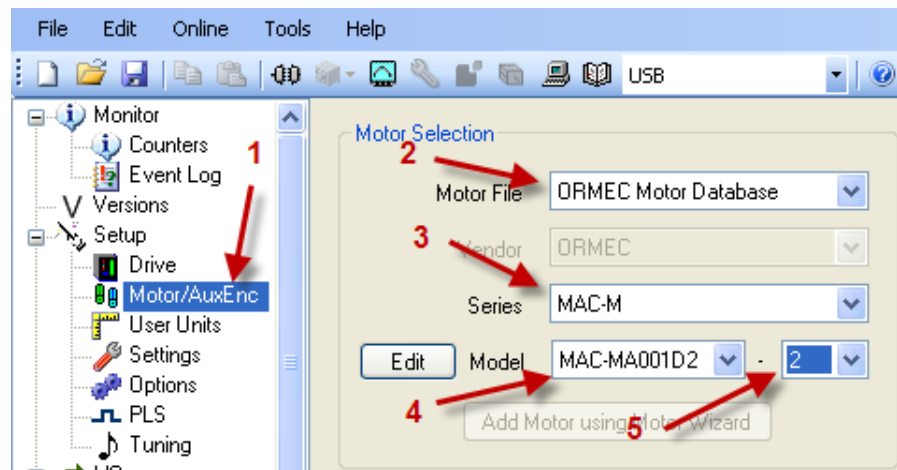 File Edit Online Tools Help
USB
Monitor
Counters
Event Log
Versions
Setup
Drive
Motor/AuxEnc
User Units
Settings
Options
PLS
Tuning
1
Motor Selection
2
Motor File ORMEC Motor Database
3
Vendor ORMEC
Series MAC-M
Edit Model MAC-MA001D2 - 2
4
5
Add Motor using Motor Wizard